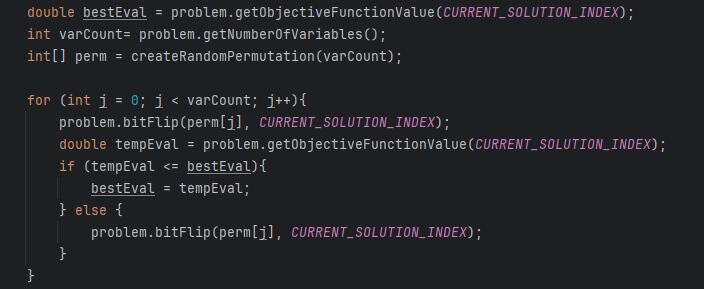 double bestEval = problem.getObjectiveFunctionValue(CURRENT_SOLUTION_INDEX);
int varCount= problem.getNumberOfVariables();
int[] perm = createRandomPermutation(varCount);
for (int j = 0; j < varCount; j++){
problem.bitFlip(perm[j], CURRENT_SOLUTION_INDEX);
double tempEval = problem.getObjectiveFunctionValue(CURRENT_SOLUTION_INDEX);
if (tempEval <= bestEval){
bestEval = tempEval;
} else {
problem.bitFlip(perm[j], CURRENT_SOLUTION_INDEX);
}
}